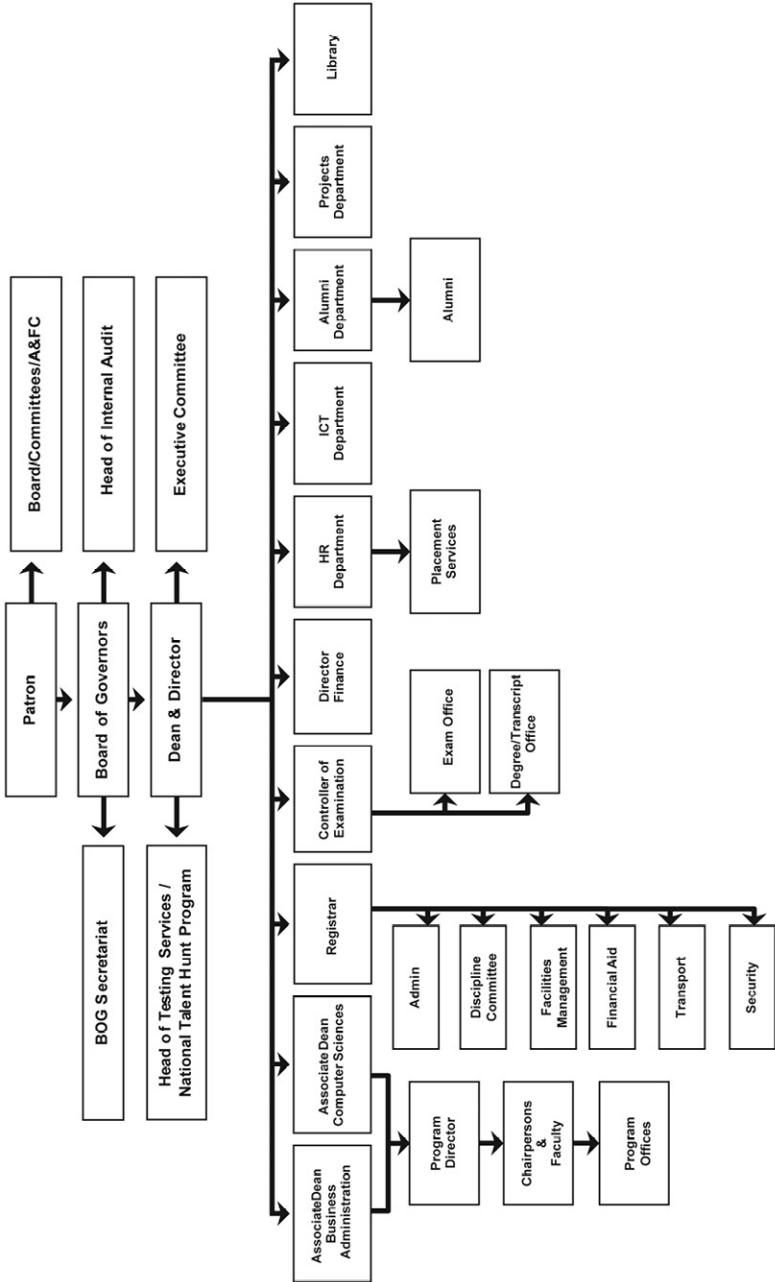 Patron
Board/Committees/A&FC
BOG Secretariat
Board of Governors
Head of Internal Audit
Head of Testing Services /
National Talent Hunt Program
Dean & Director
Executive Committee
AssociateDean
Business
Administration
Associate Dean
Computer Sciences
Registrar
Controller of
Examination
Director
Finance
HR
Department
ICT
Department
Alumni
Department
Projects
Department
Library
Program
Director
Chairpersons
&
Faculty
Program
Offices
Admin
Discipline
Committee
Facilities
Management
Financial Aid
Transport
Security
Exam Office
Degree/Transcript
Office
Placement
Services
Alumni